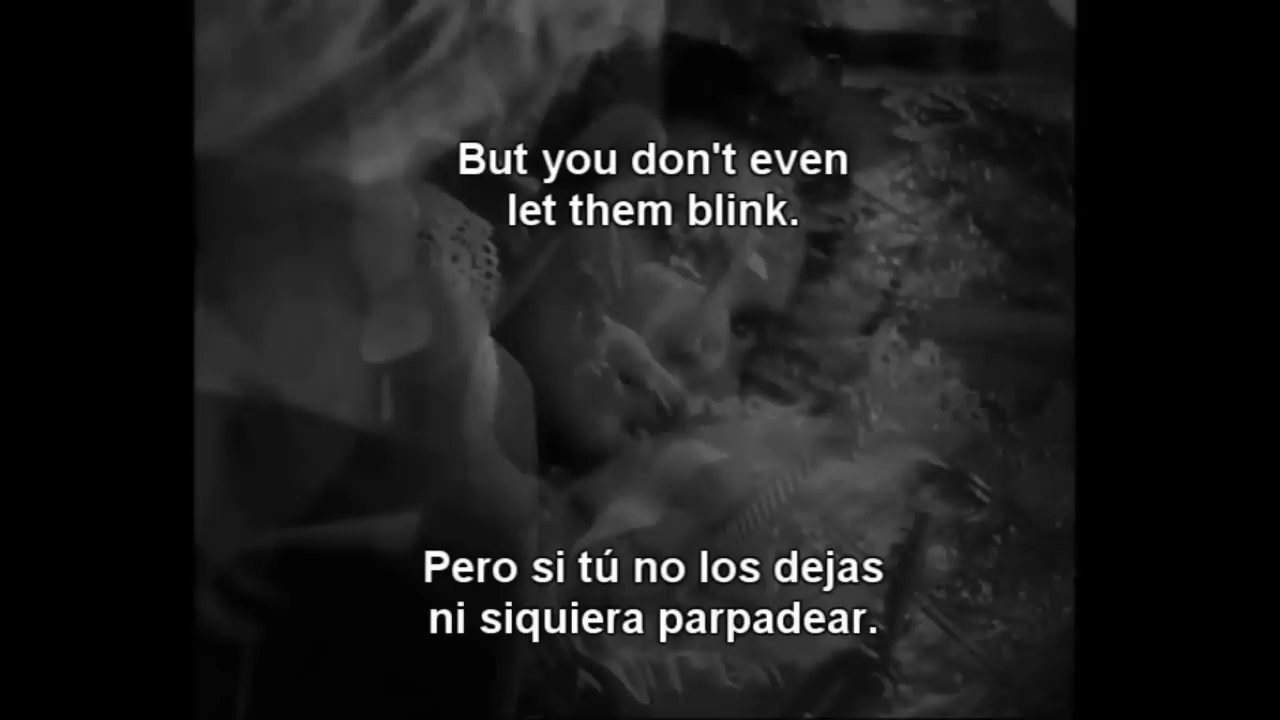 But you don't even
let them blink.
Pero si tú no los dejas
ni siquiera parpadear.